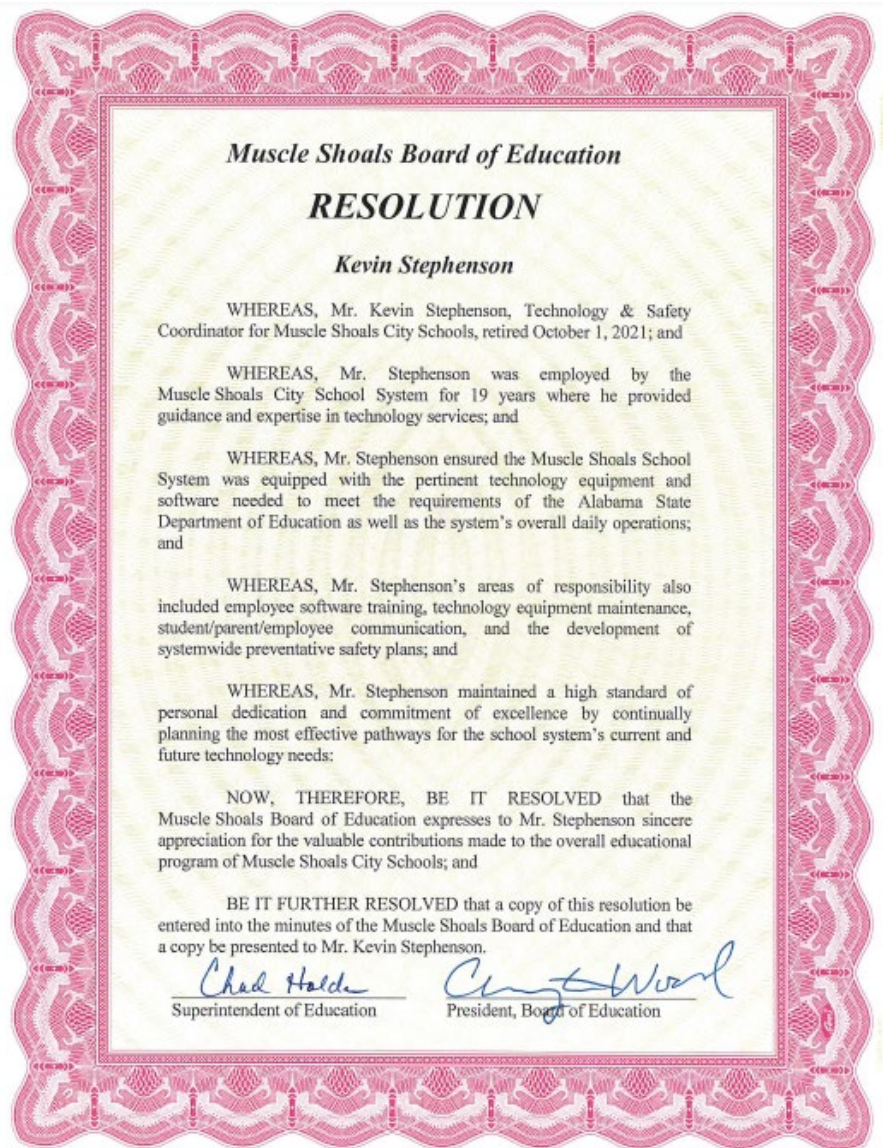 Muscle Shoals Board of Education
RESOLUTION
Kevin Stephenson
WHEREAS, Mr. Kevin Stephenson, Technology & Safety
Coordinator for Muscle Shoals City Schools, retired October 1, 2021; and
WHEREAS, Mr. Stephenson was employed by the
Muscle Shoals City School System for 19 years where he provided
guidance and expertise in technology services; and
WHEREAS, Mr. Stephenson ensured the Muscle Shoals School
System was equipped with the pertinent technology equipment and
software needed to meet the requirements of the Alabama State
Department of Education as well as the system's overall daily operations;
and
WHEREAS, Mr. Stephenson's areas of responsibility also
included employee software training, technology equipment maintenance,
student/parent/employee communication, and the development of
systemwide preventative safety plans; and
WHEREAS, Mr. Stephenson maintained a high standard of
personal dedication and commitment of excellence by continually
planning the most effective pathways for the school system's current and
future technology needs:
NOW, THEREFORE, BE IT RESOLVED that the
Muscle Shoals Board of Education expresses to Mr. Stephenson sincere
appreciation for the valuable contributions made to the overall educational
program of Muscle Shoals City Schools; and
BE IT FURTHER RESOLVED that a copy of this resolution be
entered into the minutes of the Muscle Shoals Board of Education and that
a copy be presented to Mr. Kevin Stephenson.
Chad Holden
Superintendent of Education
President, Board of Education